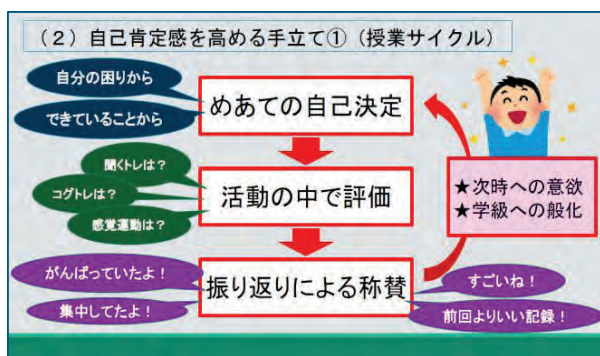 （２）自己肯定感を高める手立て①（授業サイクル）
自分の困りから
できていることから
めあての自己決定
聞くトレは？
コグトレは？
感覚運動は？
活動の中で評価
★次時への意欲
★学級への般化
がんばっていたよ！
集中してたよ！
振り返りによる称賛
すごいね！
前回よりいい記録！